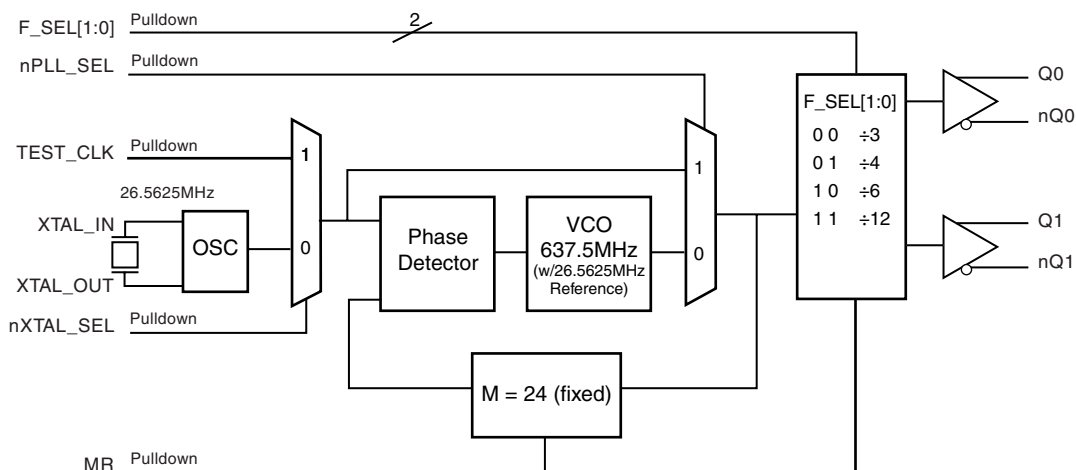 F_SEL[1:0] Pulldown 2
nPLL_SEL Pulldown
TEST_CLK Pulldown
26.5625MHz
XTAL_IN
OSC
XTAL_OUT
nXTAL_SEL Pulldown
1
0
Phase
Detector
VCO
637.5MHz
(w/26.5625MHz
Reference)
1
0
M = 24 (fixed)
F_SEL[1:0]
0 0 ÷3
0 1 ÷4
1 0 ÷6
1 1 ÷12
Q0
nQ0
Q1
nQ1
MR Pulldown